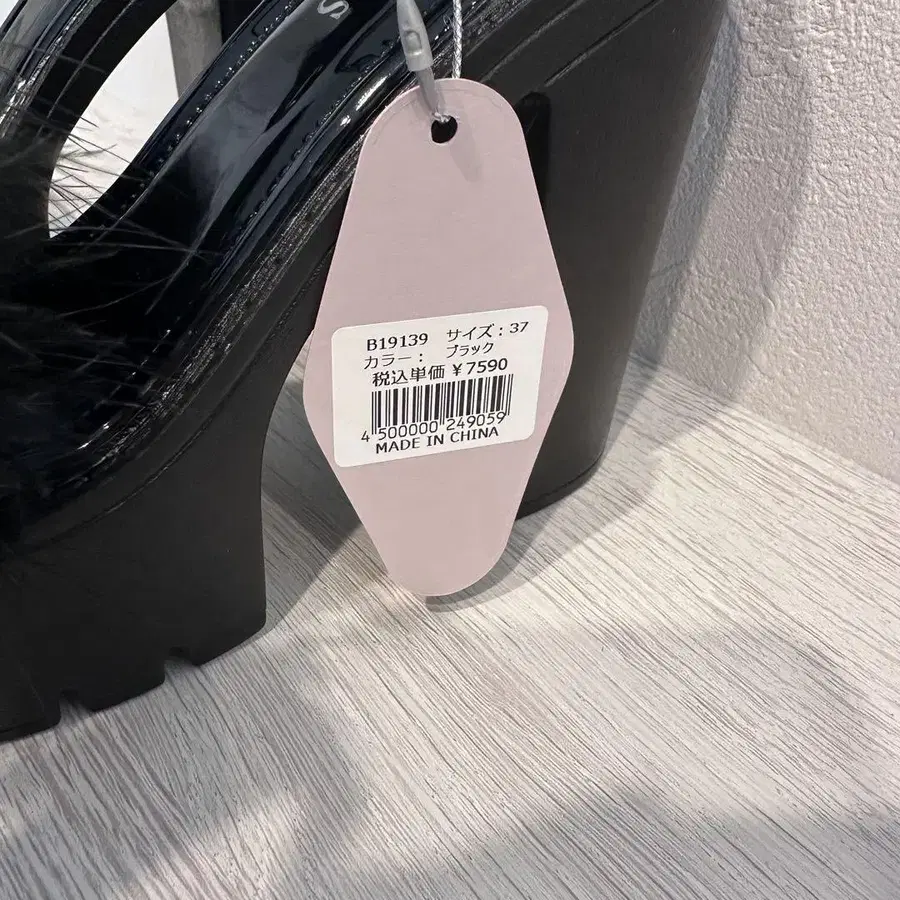 B19139 サイズ：37
カラー： ブラック
税込単価 ¥7590
4 500000 249059
MADE IN CHINA